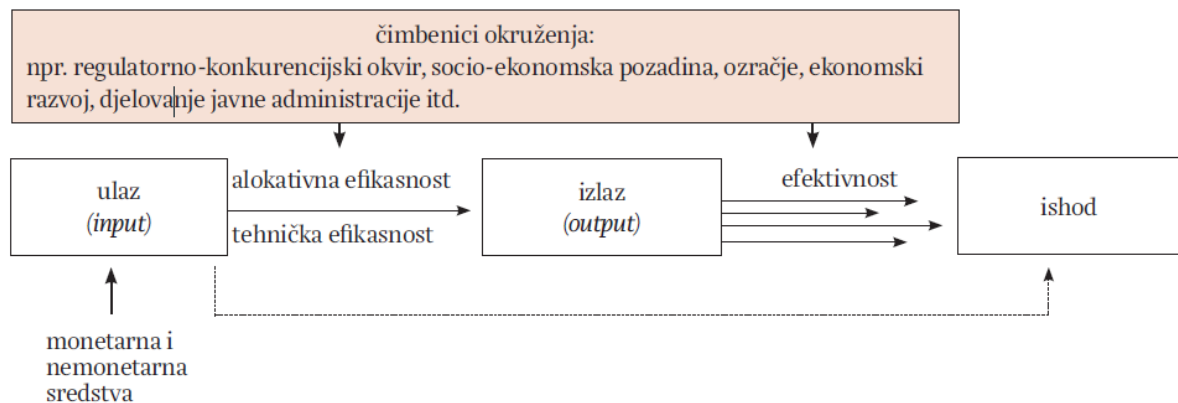 čimbenici okruženja:
npr. regulatorno-konkurencijski okvir, socio-ekonomska pozadina, ozračje, ekonomski
razvoj, djelovanje javne administracije itd.
ulaz
(input)
alokativna efikasnost
tehnička efikasnost
izlaz
(output)
efektivnost
ishod
monetarna i
nemonetarna
sredstva